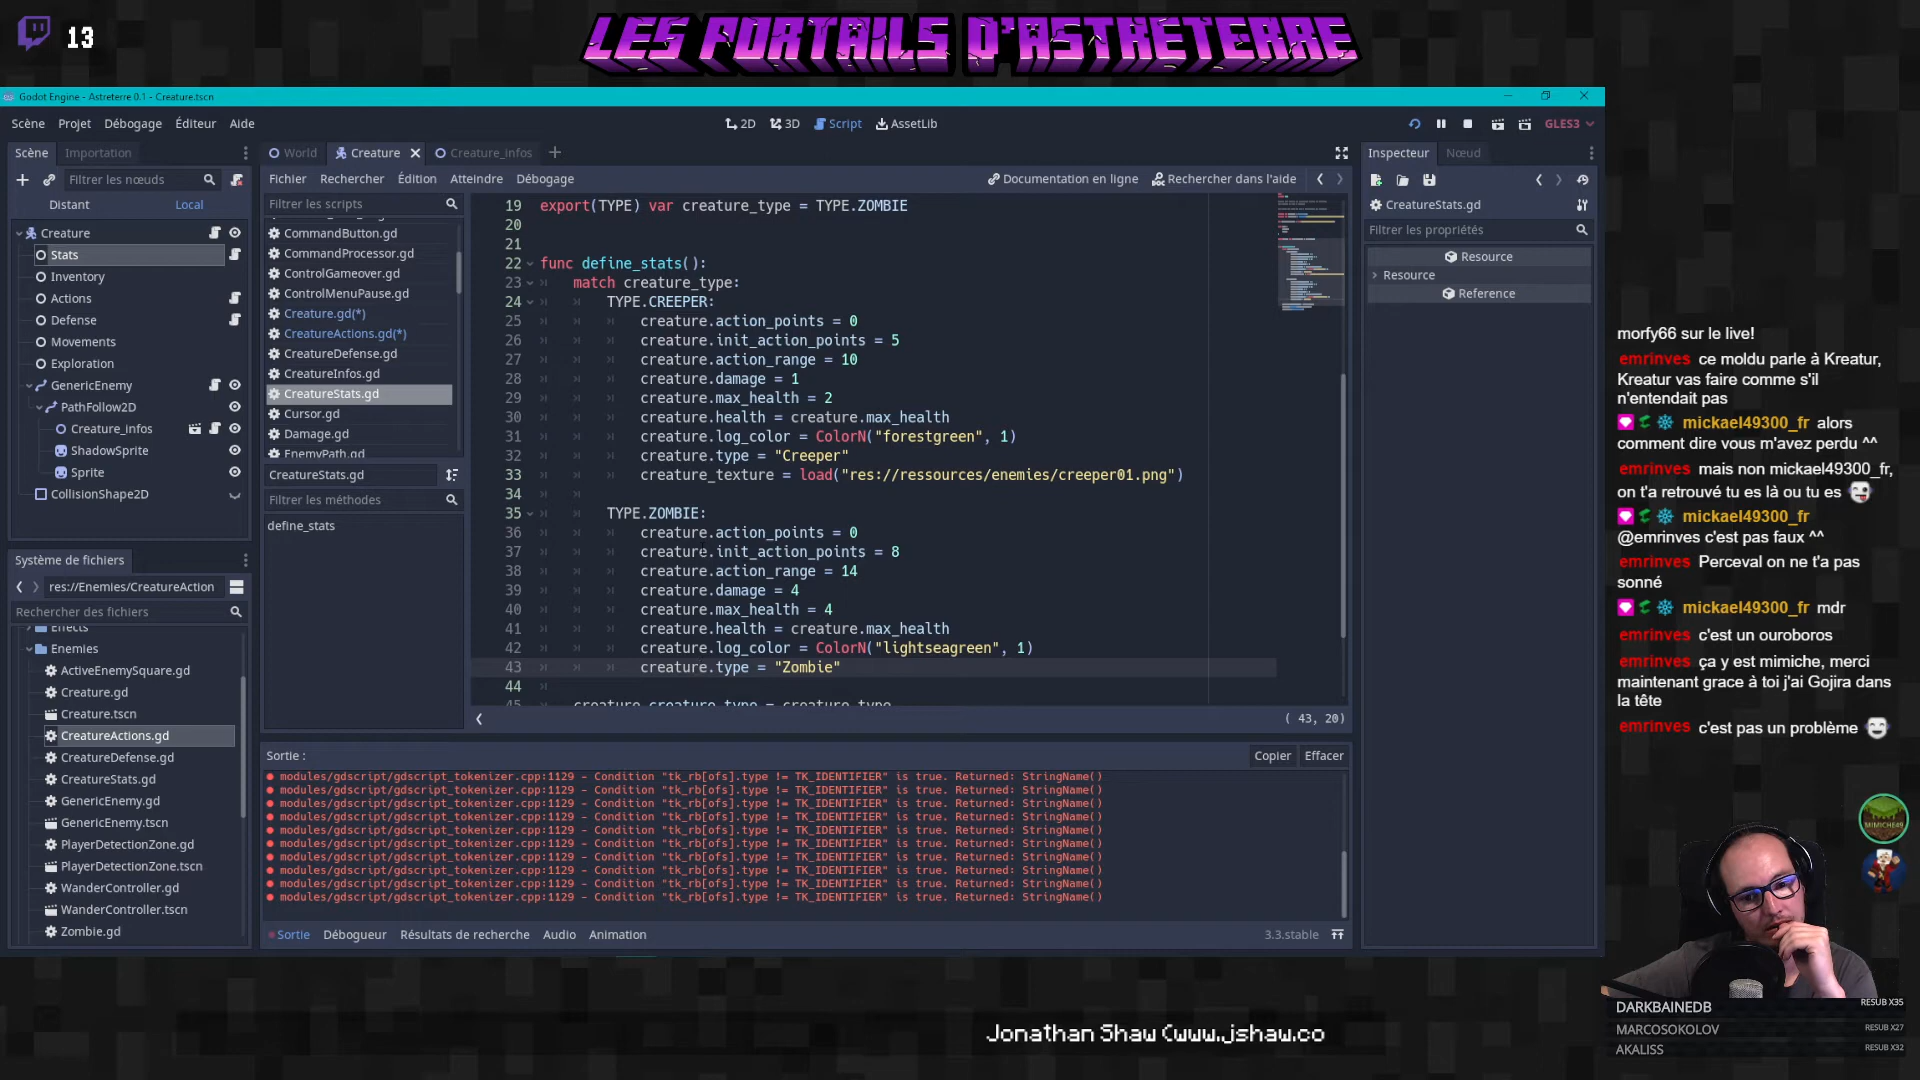 13
LES PORTAILS D'ASTRETERRE
Godot Engine - Astreterre 0.1 - Creature.tscn
Scène Projet Débogage Éditeur Aide
2D 3D Script AssetLib
GLES3
Scène Importation
World Creature Creature_infos
Inspecteur Nœud
Filtrer les nœuds
Fichier Rechercher Édition Atteindre Débogage
Documentation en ligne Rechercher dans l'aide
Distant Local
Filtrer les scripts
CreatureStats.gd
Filtrer les propriétés
Resource
Resource
Reference
Creature
Stats
Inventory
Actions
Defense
Movements
Exploration
GenericEnemy
PathFollow2D
Creature_infos
ShadowSprite
Sprite
CollisionShape2D
CommandButton.gd
CommandProcessor.gd
ControlGameover.gd
ControlMenuPause.gd
Creature.gd(*)
CreatureActions.gd(*)
CreatureDefense.gd
CreatureInfos.gd
CreatureStats.gd
Cursor.gd
Damage.gd
EnemyPath.gd
CreatureStats.gd
Filtrer les méthodes
define_stats
19 export(TYPE) var creature_type = TYPE.ZOMBIE
20
21
22 func define_stats():
23 match creature_type:
24 TYPE.CREEPER:
25 creature.action_points = 0
26 creature.init_action_points = 5
27 creature.action_range = 10
28 creature.damage = 1
29 creature.max_health = 2
30 creature.health = creature.max_health
31 creature.log_color = ColorN("forestgreen", 1)
32 creature.type = "Creeper"
33 creature_texture = load("res://ressources/enemies/creeper01.png")
34
35 TYPE.ZOMBIE:
36 creature.action_points = 0
37 creature.init_action_points = 8
38 creature.action_range = 14
39 creature.damage = 4
40 creature.max_health = 4
41 creature.health = creature.max_health
42 creature.log_color = ColorN("lightseagreen", 1)
43 creature.type = "Zombie"
44
45 creature.creature_type = creature_type
( 43, 20)
Système de fichiers
res://Enemies/CreatureAction
Rechercher des fichiers
Effects
Enemies
ActiveEnemySquare.gd
Creature.gd
Creature.tscn
CreatureActions.gd
CreatureDefense.gd
CreatureStats.gd
GenericEnemy.gd
GenericEnemy.tscn
PlayerDetectionZone.gd
PlayerDetectionZone.tscn
WanderController.gd
WanderController.tscn
Zombie.gd
Sortie :
Copier Effacer
modules/gdscript/gdscript_tokenizer.cpp:1129 - Condition "tk_rb[ofs].type != TK_IDENTIFIER" is true. Returned: StringName()
modules/gdscript/gdscript_tokenizer.cpp:1129 - Condition "tk_rb[ofs].type != TK_IDENTIFIER" is true. Returned: StringName()
modules/gdscript/gdscript_tokenizer.cpp:1129 - Condition "tk_rb[ofs].type != TK_IDENTIFIER" is true. Returned: StringName()
modules/gdscript/gdscript_tokenizer.cpp:1129 - Condition "tk_rb[ofs].type != TK_IDENTIFIER" is true. Returned: StringName()
modules/gdscript/gdscript_tokenizer.cpp:1129 - Condition "tk_rb[ofs].type != TK_IDENTIFIER" is true. Returned: StringName()
modules/gdscript/gdscript_tokenizer.cpp:1129 - Condition "tk_rb[ofs].type != TK_IDENTIFIER" is true. Returned: StringName()
modules/gdscript/gdscript_tokenizer.cpp:1129 - Condition "tk_rb[ofs].type != TK_IDENTIFIER" is true. Returned: StringName()
modules/gdscript/gdscript_tokenizer.cpp:1129 - Condition "tk_rb[ofs].type != TK_IDENTIFIER" is true. Returned: StringName()
modules/gdscript/gdscript_tokenizer.cpp:1129 - Condition "tk_rb[ofs].type != TK_IDENTIFIER" is true. Returned: StringName()
modules/gdscript/gdscript_tokenizer.cpp:1129 - Condition "tk_rb[ofs].type != TK_IDENTIFIER" is true. Returned: StringName()
Sortie Débogueur Résultats de recherche Audio Animation
3.3.stable
morfy66 sur le live!
emrinves ce moldu parle à Kreatur,
Kreatur vas faire comme s'il
n'entendait pas
mickael49300_fr alors
comment dire vous m'avez perdu ^^
emrinves mais non mickael49300_fr,
on t'a retrouvé tu es là ou tu es
mickael49300_fr
@emrinves c'est pas faux ^^
emrinves Perceval on ne t'a pas
sonné
mickael49300_fr mdr
emrinves c'est un ouroboros
emrinves ça y est mimiche, merci
maintenant grace à toi j'ai Gojira dans
la tête
emrinves c'est pas un problème
MIMICHE49
DARKBAINEDB RESUB X35
MARCOSOKOLOV RESUB X27
AKALISS RESUB X32
Jonathan Shaw (www.jshaw.co